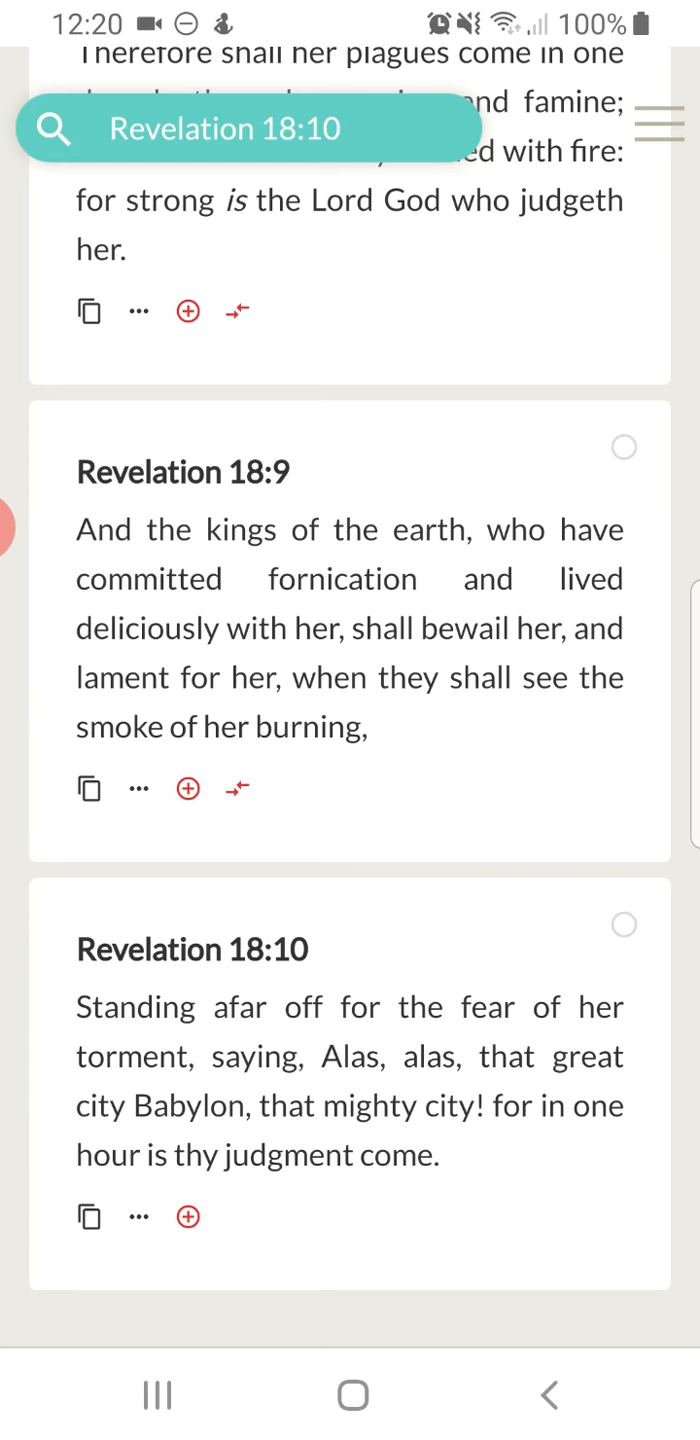 12:20
100%
Therefore shall her plagues come in one
Revelation 18:10
and famine;
with fire:
for strong is the Lord God who judgeth
her.
Revelation 18:9
And the kings of the earth, who have
committed fornication and lived
deliciously with her, shall bewail her, and
lament for her, when they shall see the
smoke of her burning,
Revelation 18:10
Standing afar off for the fear of her
torment, saying, Alas, alas, that great
city Babylon, that mighty city! for in one
hour is thy judgment come.